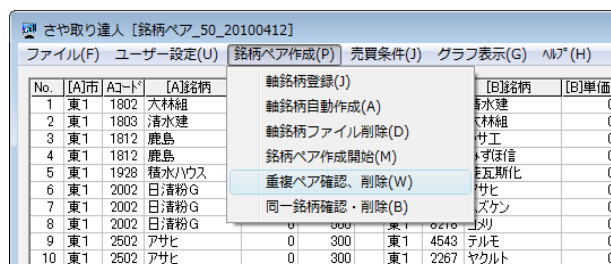 さや取り達人 [銘柄ペア_50_20100412]
ファイル(F) ユーザー設定(U) 銘柄ペア作成(P) 売買条件(J) グラフ表示(G) ﾍﾙﾌﾟ(H)
軸銘柄登録(J)
軸銘柄自動作成(A)
軸銘柄ファイル削除(D)
銘柄ペア作成開始(M)
重複ペア確認、削除(W)
同一銘柄確認・削除(B)
No. [A]市 Aｺｰﾄﾞ [A]銘柄 [B]銘柄 [B]単価
1 東1 1802 大林組 清水建
2 東1 1803 清水建 大林組
3 東1 1812 鹿島 サエ
4 東1 1812 鹿島 みずほ信
5 東1 1928 積水ハウス 瓦斯化
6 東1 2002 日清粉G アサヒ
7 東1 2002 日清粉G スズケン
8 東1 2002 日清粉G 0 500 東1 8218 コメリ
9 東1 2502 アサヒ 0 300 東1 4543 テルモ
10 東1 2502 アサヒ 0 300 東1 2267 ヤクルト